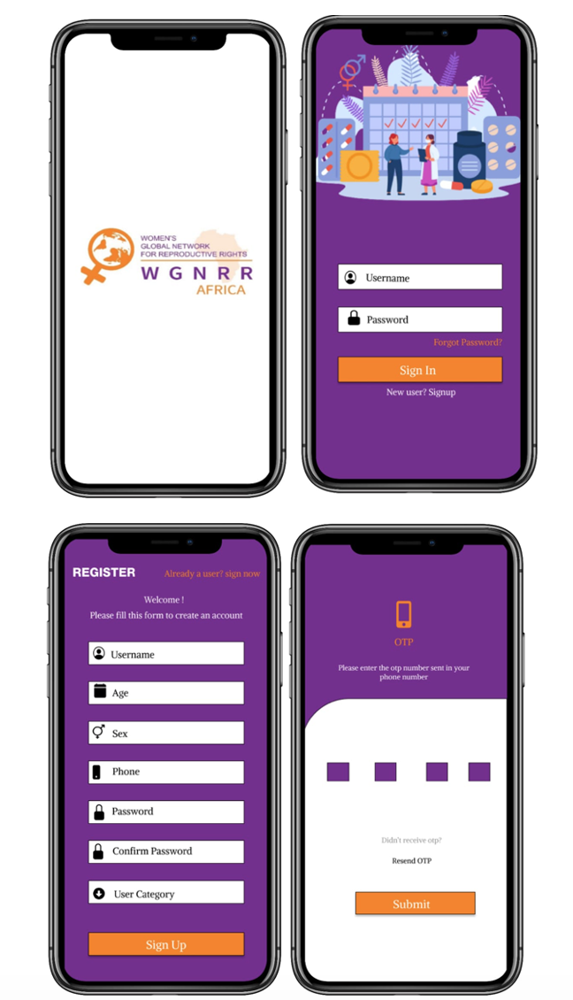 WOMEN'S
GLOBAL NETWORK
FOR REPRODUCTIVE RIGHTS
W G N R R
AFRICA
Username
Password
Forgot Password?
Sign In
New user? Signup
REGISTER
Already a user? sign now
Welcome !
Please fill this form to create an account
Username
Age
Sex
Phone
Password
Confirm Password
User Category
Sign Up
OTP
Please enter the otp number sent in your
phone number
Didn't receive otp?
Resend OTP
Submit